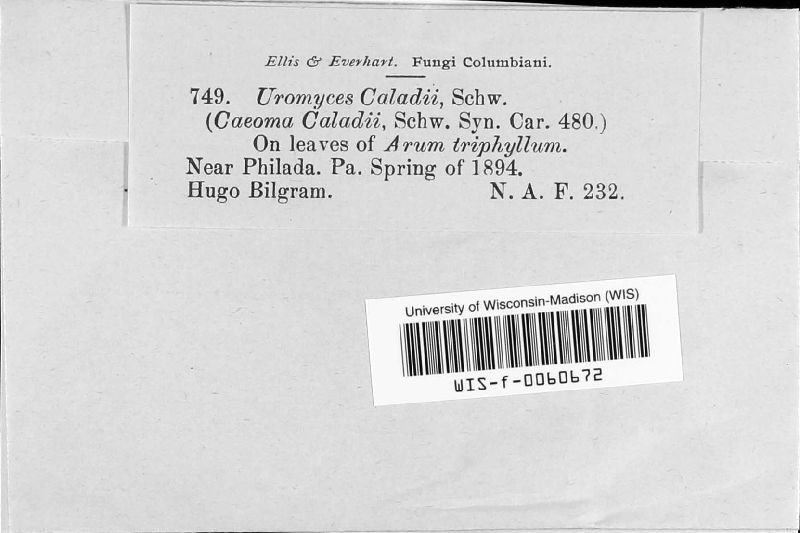 Ellis & Everhart. Fungi Columbiani.
749. Uromyces Caladii, Schw.
(Caeoma Caladii, Schw. Syn. Car. 480.)
On leaves of Arum triphyllum.
Near Philada. Pa. Spring of 1894.
Hugo Bilgram. N. A. F. 232.
University of Wisconsin-Madison (WIS)
WIS-f-0060672